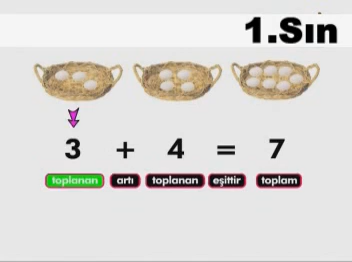 1.Sın
3 + 4 = 7
toplanan artı toplanan eşittir toplam